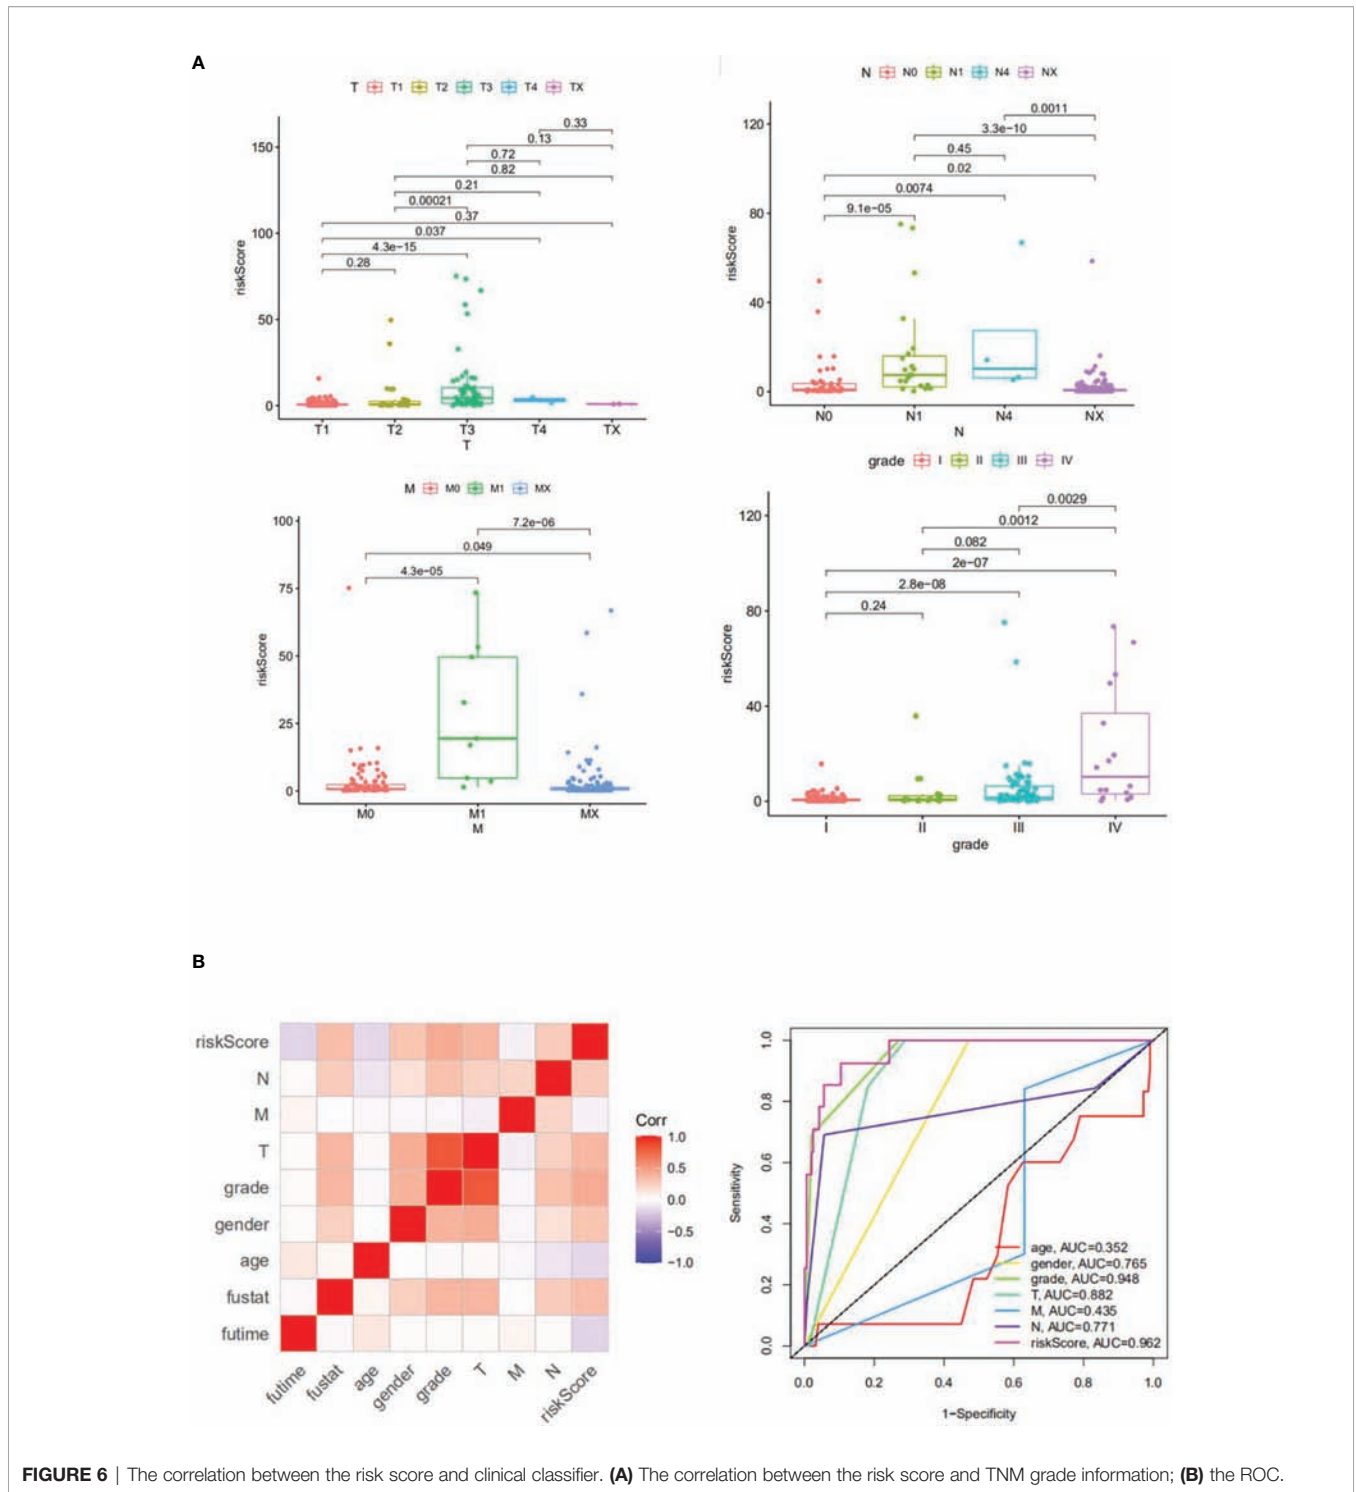 A
T T1 T2 T3 T4 TX
riskScore
150
100
50
0
0.33
0.13
0.72
0.82
0.21
0.00021
0.37
0.037
4.3e−15
0.28
T1 T2 T3 T4 TX
T
N N0 N1 N4 NX
riskScore
120
80
40
0
0.0011
3.3e−10
0.45
0.02
0.0074
9.1e−05
N0 N1 N4 NX
N
M M0 M1 MX
riskScore
100
75
50
25
0
7.2e−06
0.049
4.3e−05
M0 M1 MX
M
grade I II III IV
riskScore
120
80
40
0
0.0029
0.0012
0.082
2e−07
2.8e−08
0.24
I II III IV
grade
B
riskScore
N
M
T
grade
gender
age
fustat
futime
futime fustat age gender grade T M N riskScore
Corr
1.0
0.5
0.0
−0.5
−1.0
Sensitivity
1.0
0.8
0.6
0.4
0.2
0.0
age, AUC=0.352
gender, AUC=0.765
grade, AUC=0.948
T, AUC=0.882
M, AUC=0.435
N, AUC=0.771
riskScore, AUC=0.962
0.0 0.2 0.4 0.6 0.8 1.0
1−Specificity
FIGURE 6 | The correlation between the risk score and clinical classifier. (A) The correlation between the risk score and TNM grade information; (B) the ROC.